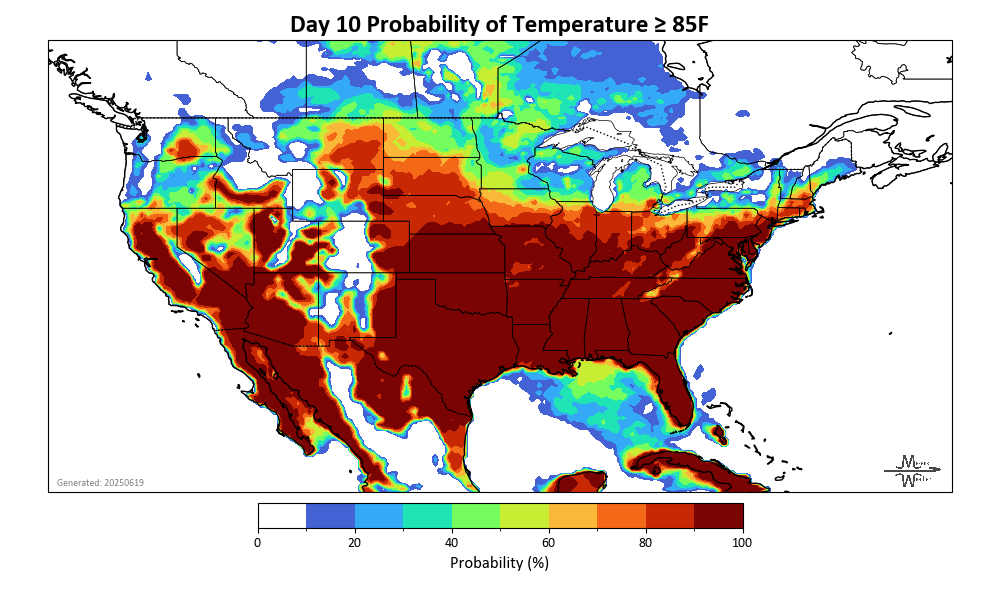 Day 10 Probability of Temperature ≥ 85F
Generated: 20250619
0 20 40 60 80 100
Probability (%)